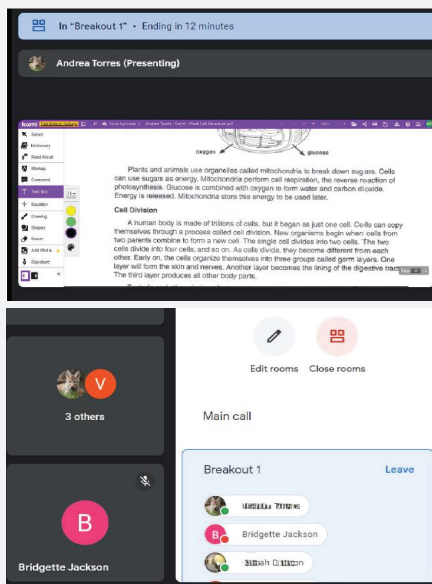 In "Breakout 1" • Ending in 12 minutes
Andrea Torres (Presenting)
kami
Select
Dictionary
Read Aloud
Markup
Comment
Text Box
Equation
Drawing
Shapes
Eraser
Add Media
Signature
oxygen glucose
Plants and animals use organelles called mitochondria to break down sugars. Cells
can use sugars as energy. Mitochondria perform cell respiration, the reverse reaction of
photosynthesis. Glucose is combined with oxygen to form water and carbon dioxide.
Energy is released. Mitochondria store this energy to be used later.
Cell Division
A human body is made of trillions of cells, but it began as just one cell. Cells can copy
themselves through a process called cell division. New organisms begin when cells from
two parents combine to form a new cell. The single cell divides into two cells. The two
cells divide into four cells, and so on. As cells divide, they become different from each
other. Early on, the cells organize themselves into three groups called germ layers. One
layer will form the skin and nerves. Another layer becomes the lining of the digestive tract.
The third layer produces all other body parts.
Edit rooms Close rooms
V
3 others
Main call
Breakout 1 Leave
B Bridgette Jackson
B
Bridgette Jackson